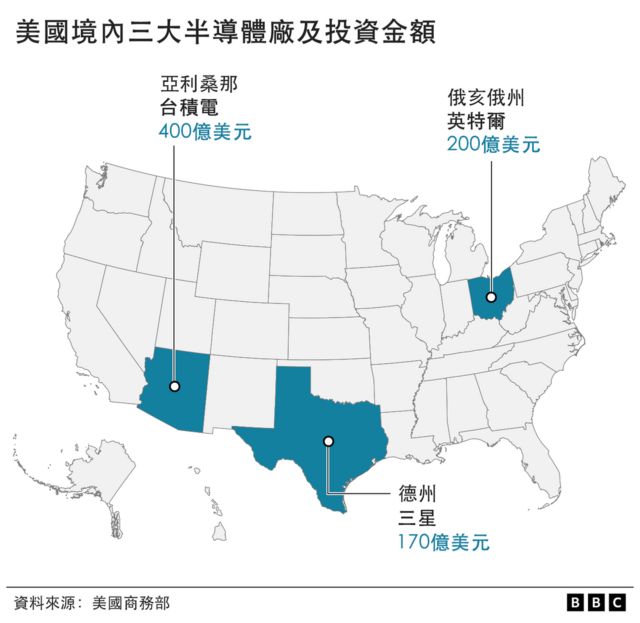 美國境內三大半導體廠及投資金額
亞利桑那
台積電
400億美元
俄亥俄州
英特爾
200億美元
德州
三星
170億美元
資料來源：美國商務部
BBC